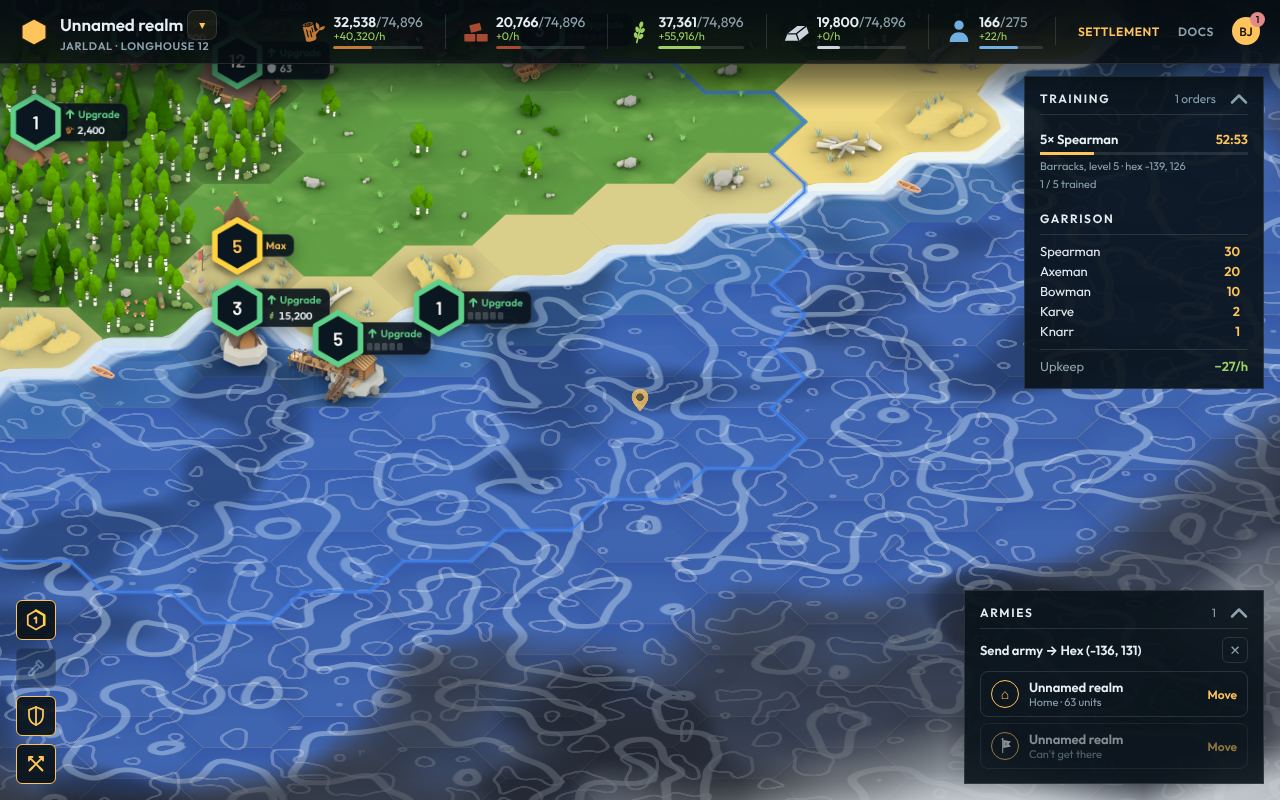 Unnamed realm ▼
JARLDAL · LONGHOUSE 12
32,538/74,896
+40,320/h
20,766/74,896
+0/h
37,361/74,896
+55,916/h
19,800/74,896
+0/h
166/275
+22/h
SETTLEMENT
DOCS
BJ
1
12
63
1
Upgrade
2,400
5
Max
3
Upgrade
15,200
5
Upgrade
1
Upgrade
TRAINING
1 orders
5× Spearman
52:53
Barracks, level 5 · hex -139, 126
1 / 5 trained
GARRISON
Spearman 30
Axeman 20
Bowman 10
Karve 2
Knarr 1
Upkeep −27/h
1
ARMIES
1
Send army → Hex (-136, 131)
Unnamed realm
Home · 63 units
Move
Unnamed realm
Can't get there
Move